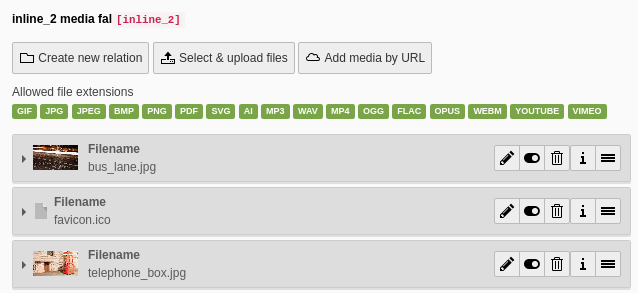 inline_2 media fal [inline_2]
Create new relation Select & upload files Add media by URL
Allowed file extensions
GIF JPG JPEG BMP PNG PDF SVG AI MP3 WAV MP4 OGG FLAC OPUS WEBM YOUTUBE VIMEO
Filename
bus_lane.jpg
Filename
favicon.ico
Filename
telephone_box.jpg